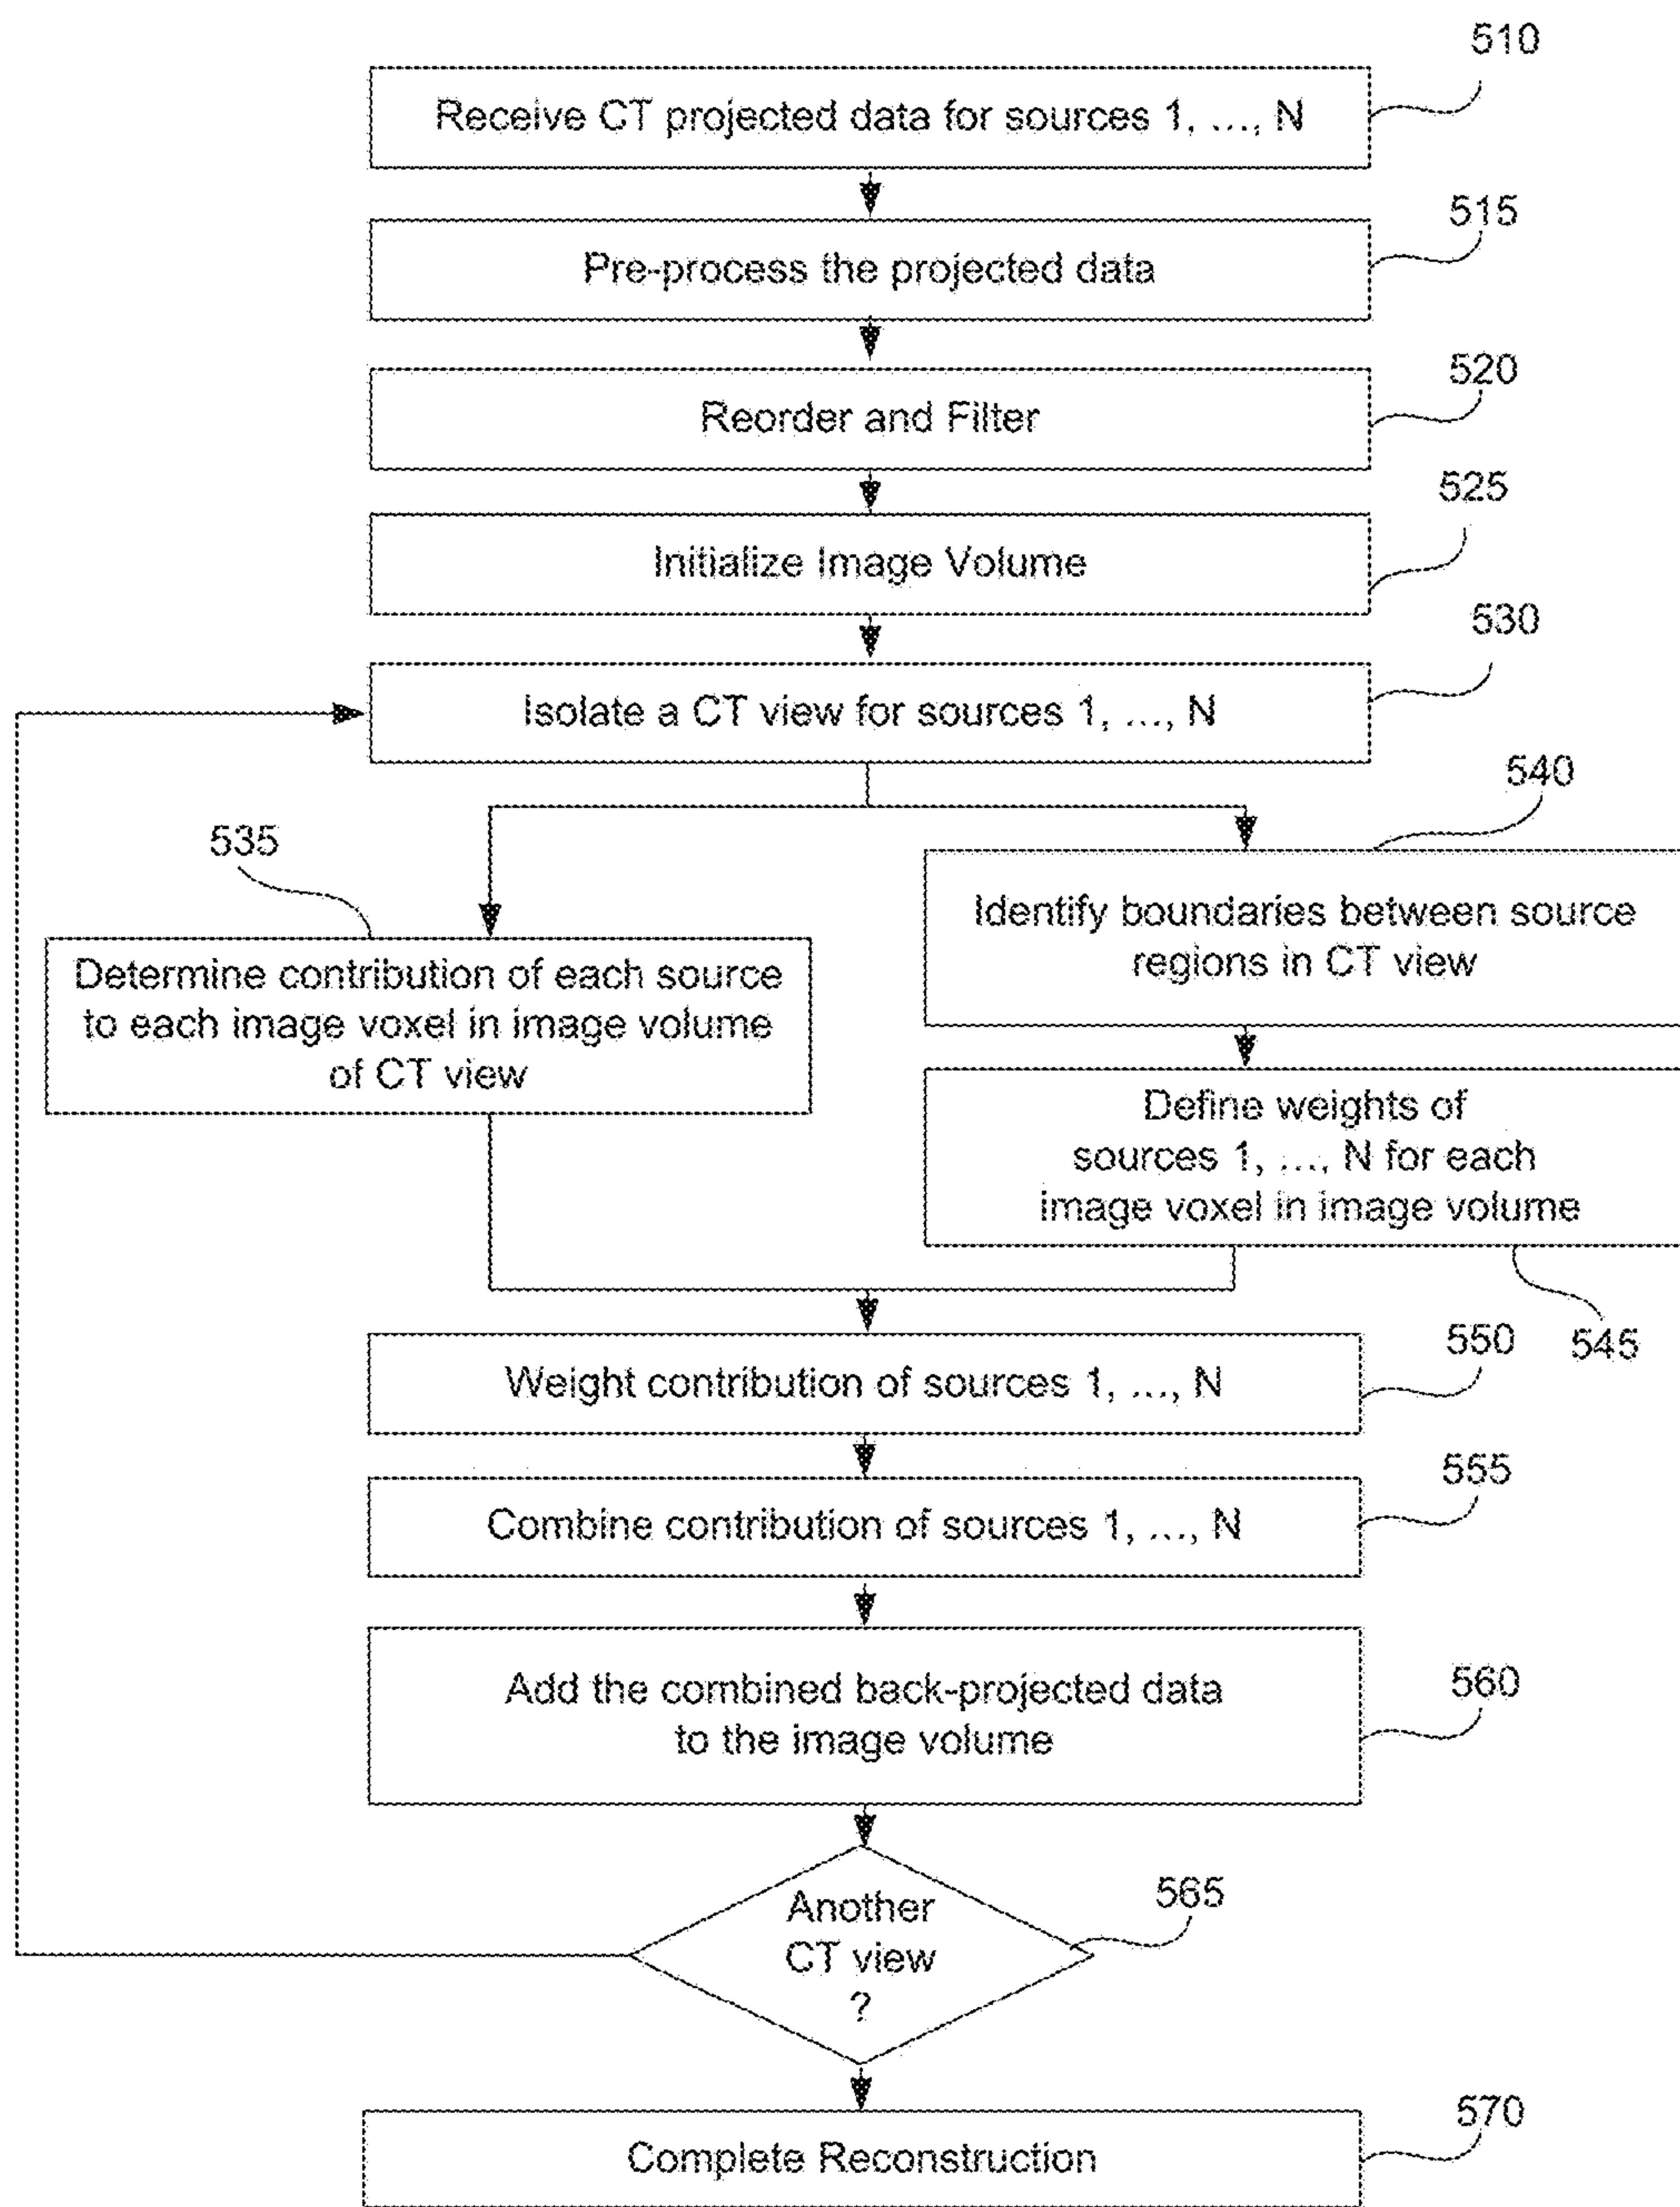 510
Receive CT projected data for sources 1, ..., N
515
Pre-process the projected data
520
Reorder and Filter
525
Initialize Image Volume
530
Isolate a CT view for sources 1, ..., N
540
535
Identify boundaries between source
regions in CT view
Determine contribution of each source
to each image voxel in image volume
of CT view
Define weights of
sources 1, ..., N for each
image voxel in image volume
545
550
Weight contribution of sources 1, ..., N
555
Combine contribution of sources 1, ..., N
560
Add the combined back-projected data
to the image volume
565
Another
CT view
?
570
Complete Reconstruction